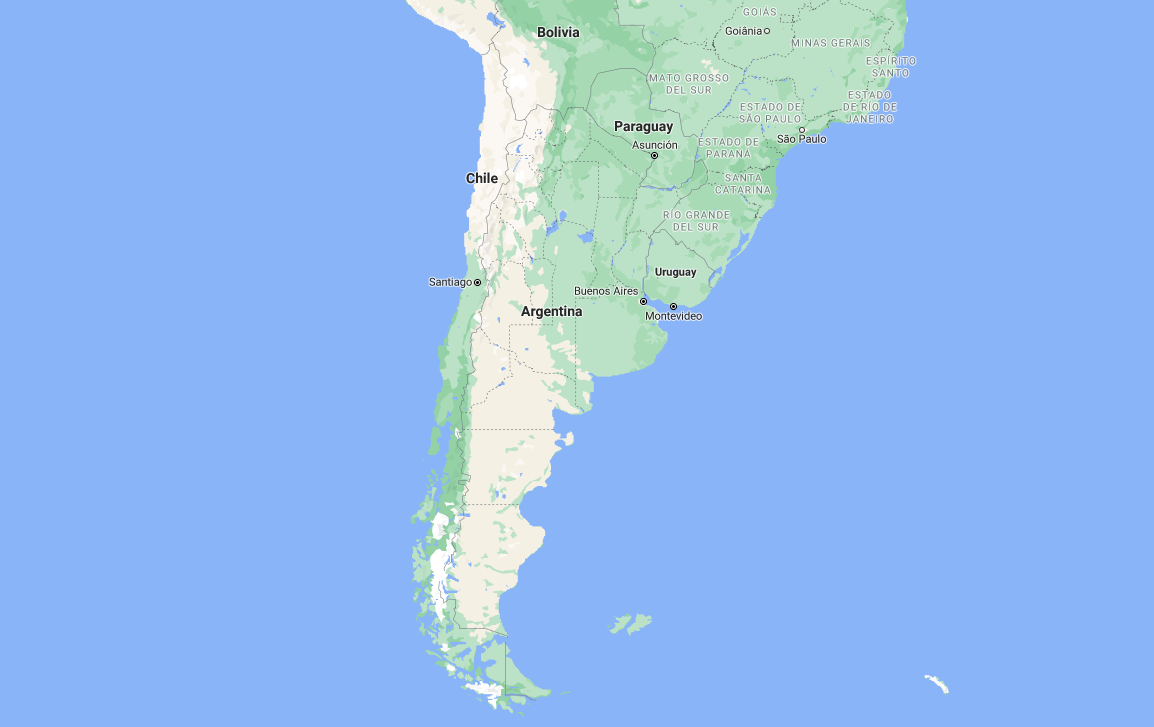 GOIÁS
Bolivia
Goiânia
MINAS GERAIS
ESPÍRITO
SANTO
MATO GROSSO
DEL SUR
ESTADO
DE RÍO DE
JANEIRO
ESTADO DE
SÃO PAULO
Paraguay
São Paulo
Asunción
ESTADO DE
PARANÁ
Chile
SANTA
CATARINA
RÍO GRANDE
DEL SUR
Uruguay
Santiago
Buenos Aires
Argentina
Montevideo